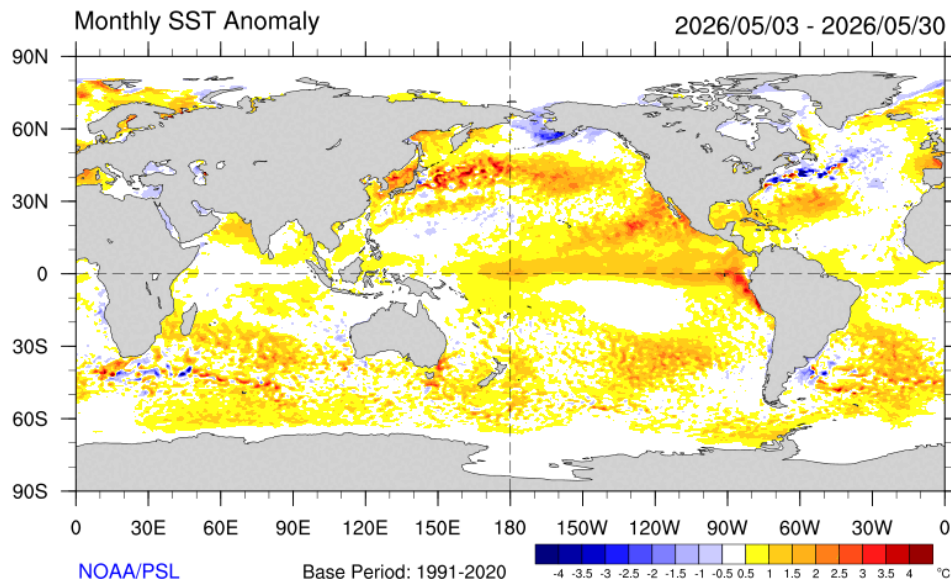 Monthly SST Anomaly 2026/05/03 - 2026/05/30
90N
60N
30N
0
30S
60S
90S
0 30E 60E 90E 120E 150E 180 150W 120W 90W 60W 30W 0
NOAA/PSL Base Period: 1991-2020
-4 -3.5 -3 -2.5 -2 -1.5 -1 -0.5 0.5 1 1.5 2 2.5 3 3.5 4 °C